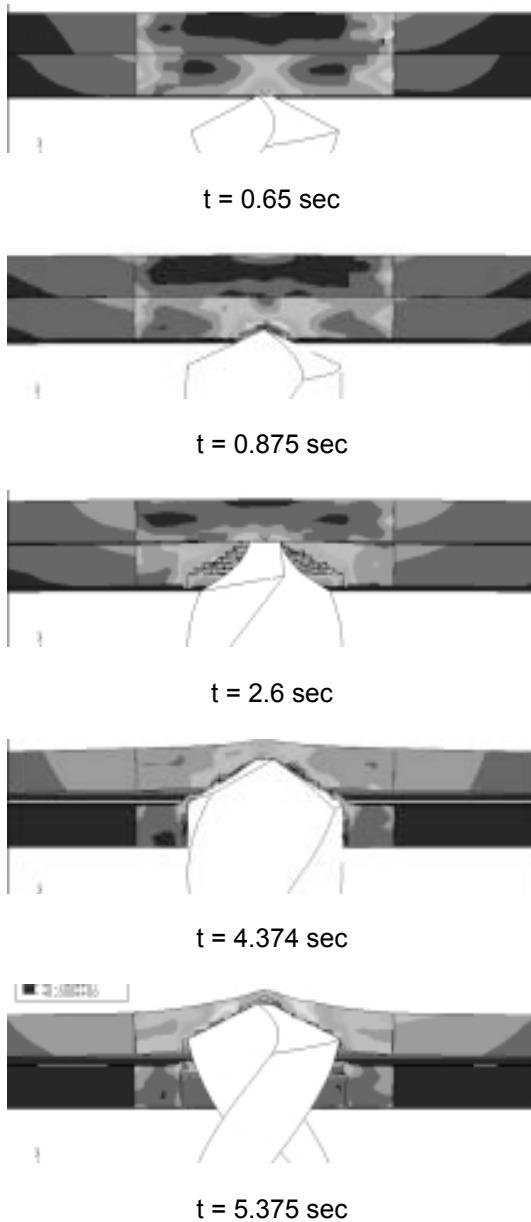 t = 0.65 sec
t = 0.875 sec
t = 2.6 sec
t = 4.374 sec
t = 5.375 sec